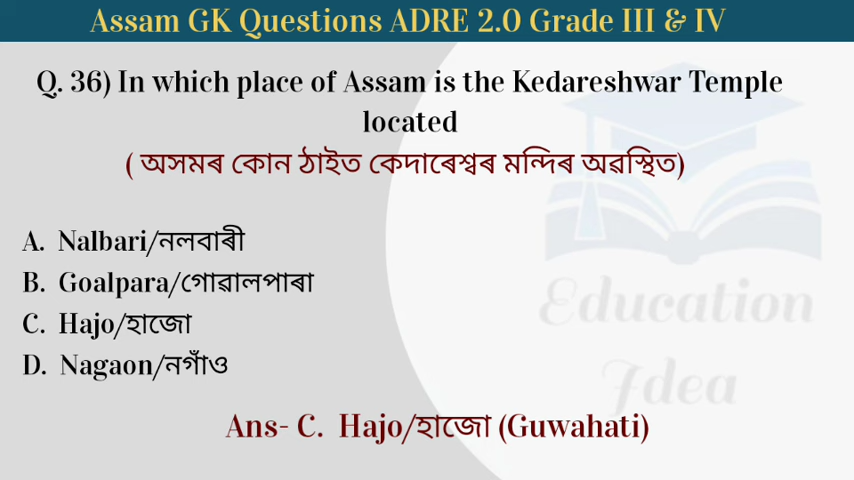 Assam GK Questions ADRE 2.0 Grade III & IV
Q. 36) In which place of Assam is the Kedareshwar Temple
located
( অসমৰ কোন ঠাইত কেদাৰেশ্বৰ মন্দিৰ অৱস্থিত)
A. Nalbari/নলবাৰী
B. Goalpara/গোৱালপাৰা
C. Hajo/হাজো
D. Nagaon/নগাঁও
Ans- C. Hajo/হাজো (Guwahati)
Education
Idea